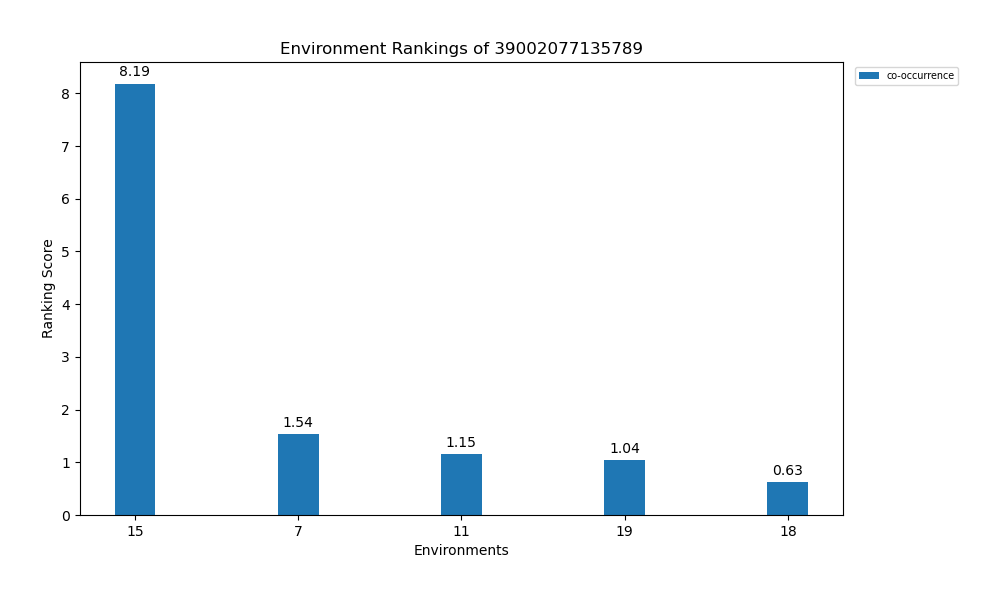 Environment Rankings of 39002077135789
8.19
co-occurrence
8
7
6
5
4
3
2
1
0
Ranking Score
1.54
1.15
1.04
0.63
15 7 11 19 18
Environments